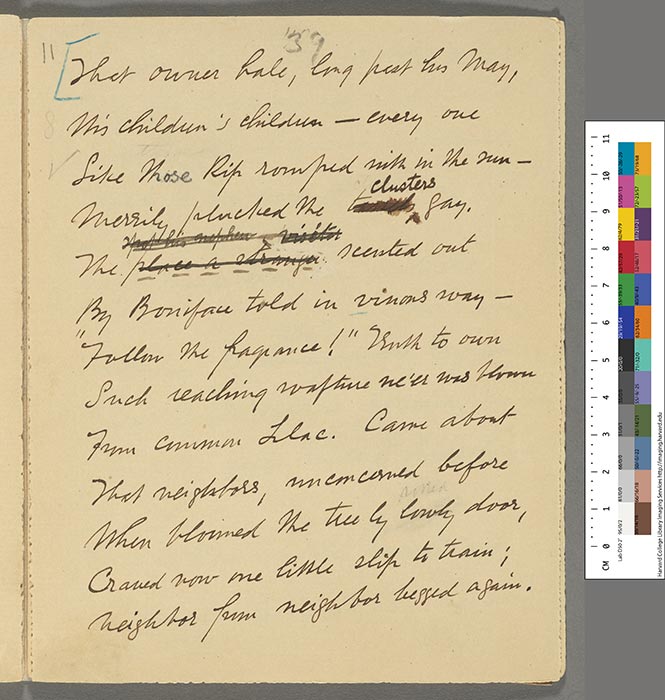 11
39
That owner hale, long past his May,
His children's children — every one
Like those Rip romped with in the sun —
clusters
Merrily plucked the gay.
visitor
The place a stranger scented out
By Boniface told in vinous way —
"Follow the fragrance!" Truth to own
Such reaching wafture ne'er was blown
From common Lilac. Came about
That neighbors, unconcerned before
When bloomed the tree by lowly door,
Craved now one little slip to train;
Neighbor from neighbor begged again.
CM 0 1 2 3 4 5 6 7 8 9 10 11
Harvard College Library Imaging Services http://imaging.harvard.edu